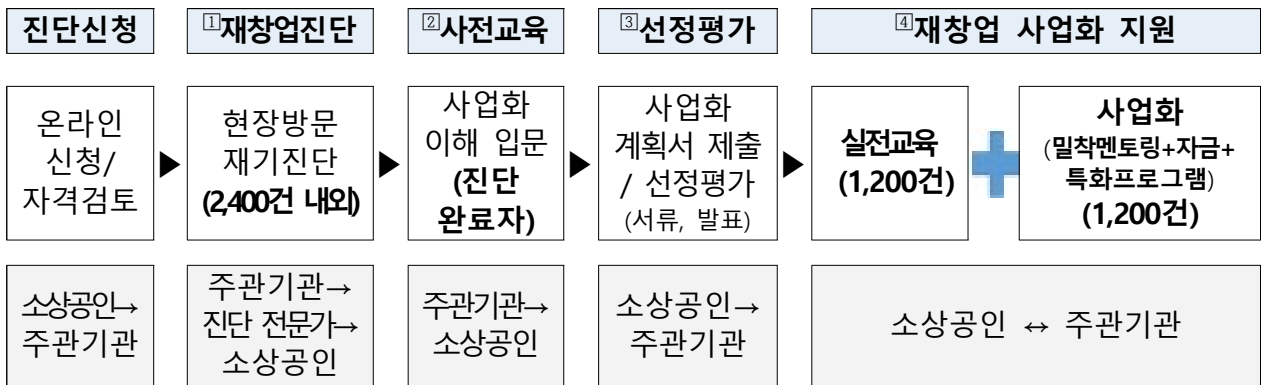 진단신청
1재창업진단
2사전교육
3선정평가
4재창업 사업화 지원
온라인
신청/
자격검토
▶
현장방문
재기진단
(2,400건 내외)
▶
사업화
이해 입문
(진단
완료자)
▶
사업화
계획서 제출
/ 선정평가
(서류, 발표)
▶
실전교육
(1,200건)
사업화
(밀착멘토링+자금+
특화프로그램)
(1,200건)
소상공인→
주관기관
주관기관→
진단 전문가→
소상공인
주관기관→
소상공인
소상공인→
주관기관
소상공인 ↔ 주관기관